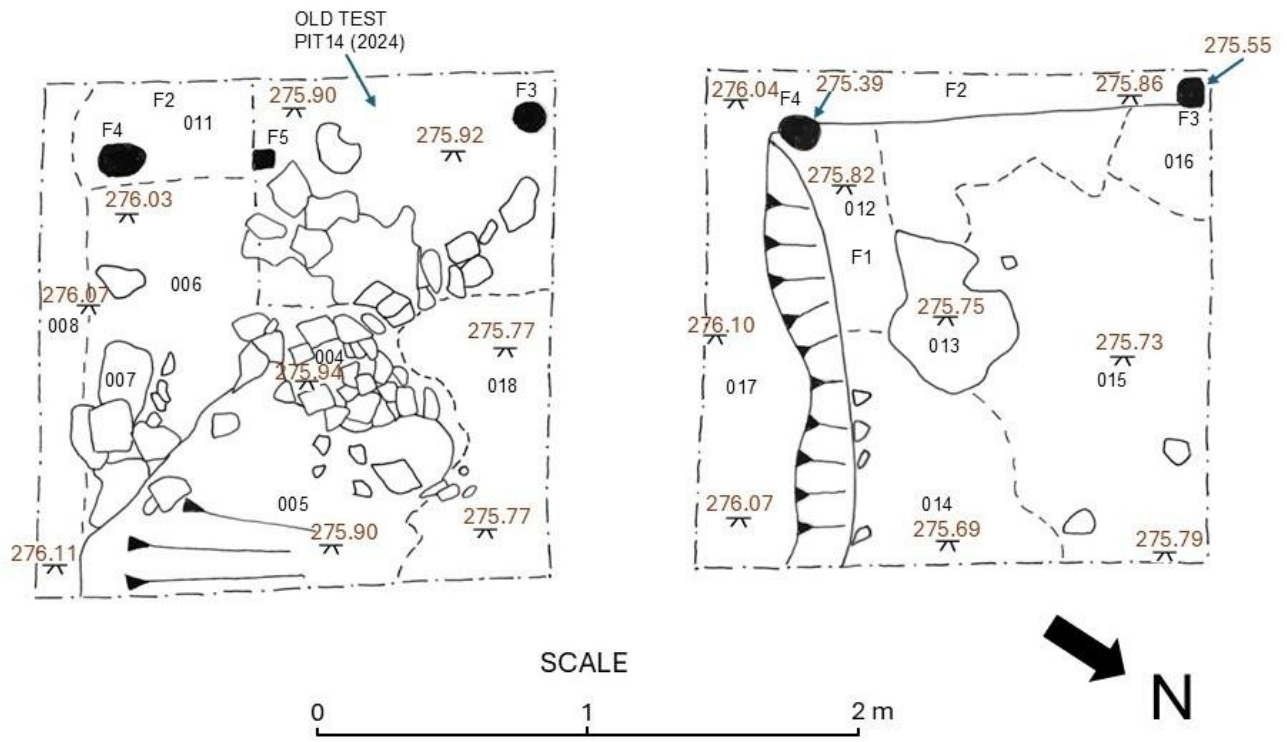 OLD TEST
PIT14 (2024)
F2
011
F4
F5
275.90
F3
275.92
276.03
006
276.07
008
007
004
275.94
275.77
018
005
275.90
275.77
276.11
275.55
276.04
F4
275.39
F2
275.86
F3
016
275.82
012
F1
276.10
275.75
013
275.73
015
017
276.07
014
275.69
275.79
SCALE
0 1 2 m
N